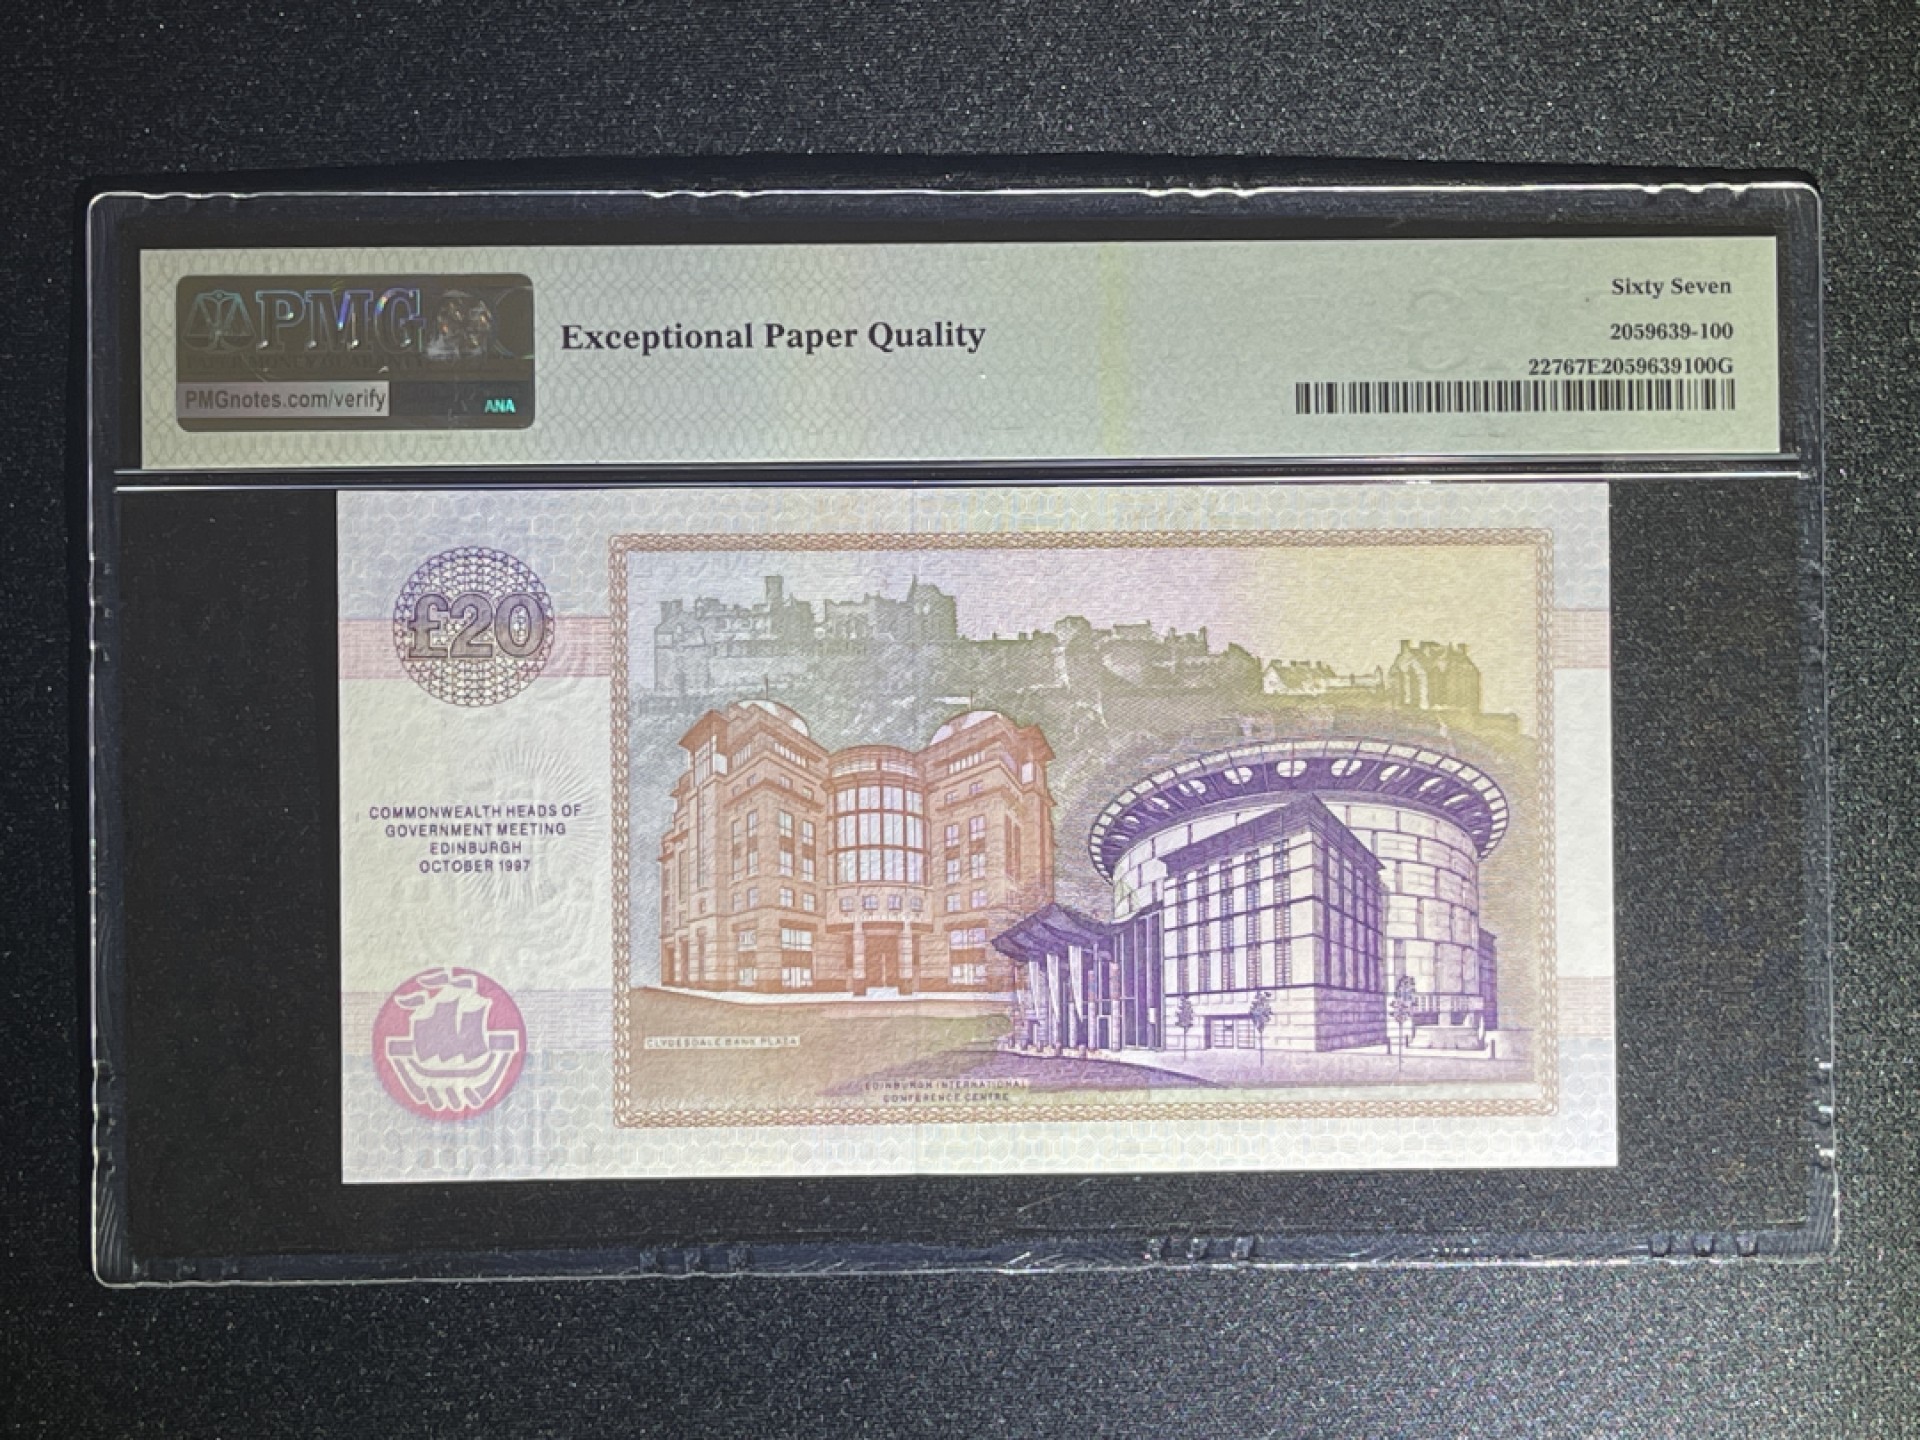 PMG
PMGnotes.com/verify
ANA
Exceptional Paper Quality
Sixty Seven
2059639-100
22767E2059639100G
£20
COMMONWEALTH HEADS OF
GOVERNMENT MEETING
EDINBURGH
OCTOBER 1997
CLYDESDALE BANK PLAZA
EDINBURGH INTERNATIONAL
CONFERENCE CENTRE